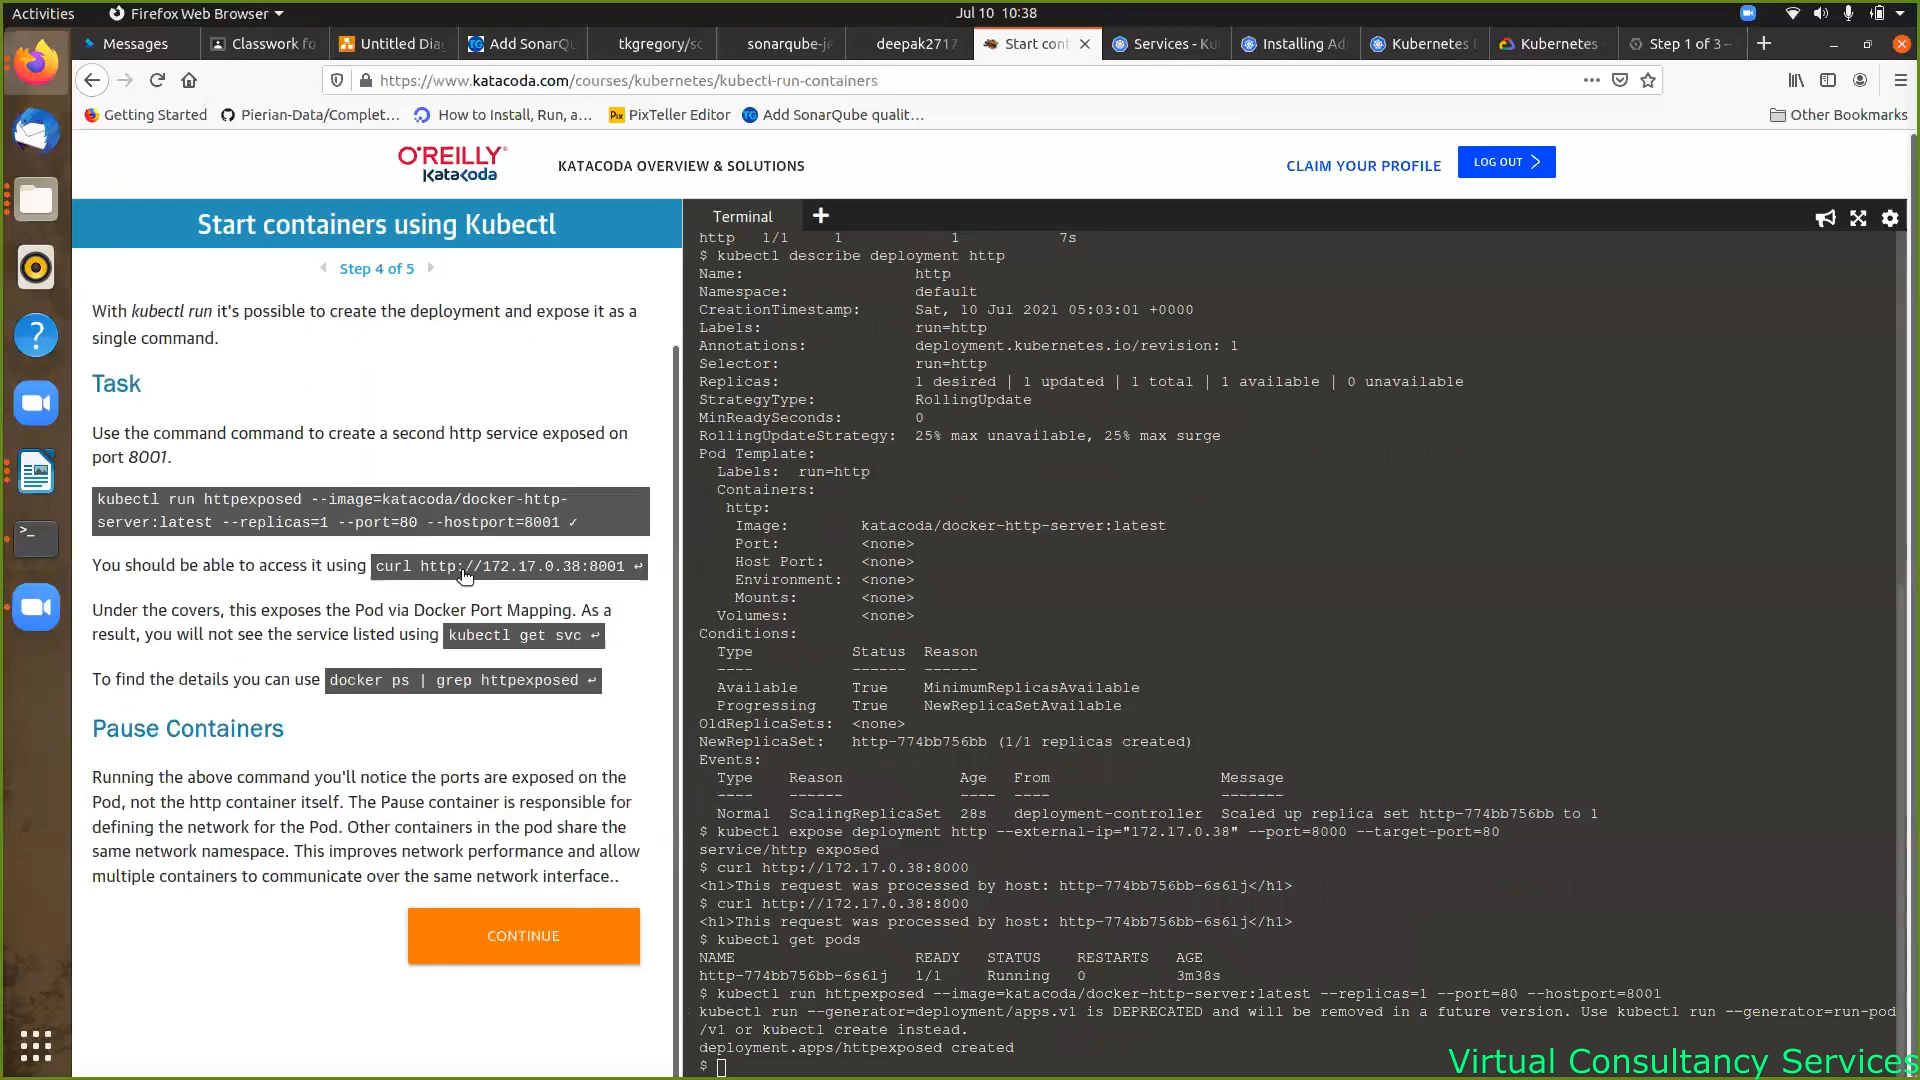 Activities Firefox Web Browser Jul 10 10:38
Messages Classwork fo Untitled Dia Add SonarQu tkgregory/so sonarqube-je deepak2717 Start cont Services - Ku Installing Ad Kubernetes Kubernetes Step 1 of 3
https://www.katacoda.com/courses/kubernetes/kubectl-run-containers
Getting Started Pierian-Data/Complet... How to Install, Run, a... PixTeller Editor Add SonarQube qualit... Other Bookmarks
O'REILLY
Katacoda
KATACODA OVERVIEW & SOLUTIONS CLAIM YOUR PROFILE LOG OUT
Start containers using Kubectl
Step 4 of 5
With kubectl run it's possible to create the deployment and expose it as a
single command.
Task
Use the command command to create a second http service exposed on
port 8001.
kubectl run httpexposed --image=katacoda/docker-http-
server:latest --replicas=1 --port=80 --hostport=8001 ✓
You should be able to access it using curl http://172.17.0.38:8001 ↩
Under the covers, this exposes the Pod via Docker Port Mapping. As a
result, you will not see the service listed using kubectl get svc ↩
To find the details you can use docker ps | grep httpexposed ↩
Pause Containers
Running the above command you'll notice the ports are exposed on the
Pod, not the http container itself. The Pause container is responsible for
defining the network for the Pod. Other containers in the pod share the
same network namespace. This improves network performance and allow
multiple containers to communicate over the same network interface..
CONTINUE
Terminal
http 1/1 1 1 7s
$ kubectl describe deployment http
Name: http
Namespace: default
CreationTimestamp: Sat, 10 Jul 2021 05:03:01 +0000
Labels: run=http
Annotations: deployment.kubernetes.io/revision: 1
Selector: run=http
Replicas: 1 desired | 1 updated | 1 total | 1 available | 0 unavailable
StrategyType: RollingUpdate
MinReadySeconds: 0
RollingUpdateStrategy: 25% max unavailable, 25% max surge
Pod Template:
Labels: run=http
Containers:
http:
Image: katacoda/docker-http-server:latest
Port: <none>
Host Port: <none>
Environment: <none>
Mounts: <none>
Volumes: <none>
Conditions:
Type Status Reason
---- ------ ------
Available True MinimumReplicasAvailable
Progressing True NewReplicaSetAvailable
OldReplicaSets: <none>
NewReplicaSet: http-774bb756bb (1/1 replicas created)
Events:
Type Reason Age From Message
---- ------ ---- ---- -------
Normal ScalingReplicaSet 28s deployment-controller Scaled up replica set http-774bb756bb to 1
$ kubectl expose deployment http --external-ip="172.17.0.38" --port=8000 --target-port=80
service/http exposed
$ curl http://172.17.0.38:8000
<h1>This request was processed by host: http-774bb756bb-6s6lj</h1>
$ curl http://172.17.0.38:8000
<h1>This request was processed by host: http-774bb756bb-6s6lj</h1>
$ kubectl get pods
NAME READY STATUS RESTARTS AGE
http-774bb756bb-6s6lj 1/1 Running 0 3m38s
$ kubectl run httpexposed --image=katacoda/docker-http-server:latest --replicas=1 --port=80 --hostport=8001
kubectl run --generator=deployment/apps.v1 is DEPRECATED and will be removed in a future version. Use kubectl run --generator=run-pod
/v1 or kubectl create instead.
deployment.apps/httpexposed created
$
Virtual Consultancy Services